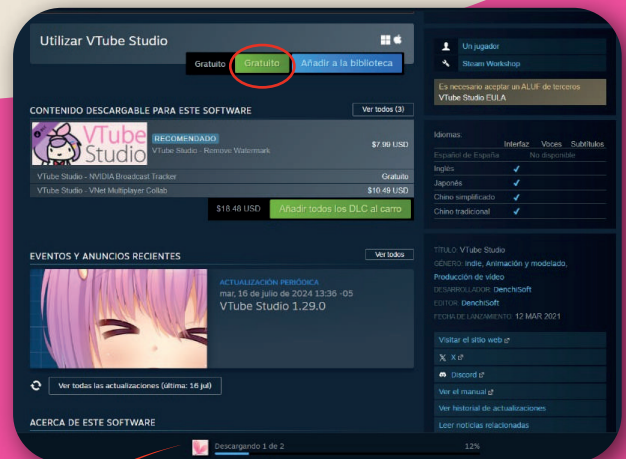 Utilizar VTube Studio
Gratuito
Gratuito
Añadir a la biblioteca
CONTENIDO DESCARGABLE PARA ESTE SOFTWARE
Ver todos (3)
VTube Studio
RECOMENDADO
VTube Studio - Remove Watermark
$7.99 USD
VTube Studio - NVIDIA Broadcast Tracker
Gratuito
VTube Studio - VNet Multiplayer Collab
$10.49 USD
$18.48 USD
Añadir todos los DLC al carro
EVENTOS Y ANUNCIOS RECIENTES
Ver todos
ACTUALIZACIÓN PERIÓDICA
mar, 16 de julio de 2024 13:36 -05
VTube Studio 1.29.0
Ver todas las actualizaciones (última: 16 jul)
ACERCA DE ESTE SOFTWARE
Un jugador
Steam Workshop
Es necesario aceptar un ALUF de terceros
VTube Studio EULA
Idiomas:
Interfaz Voces Subtítulos
Español de España No disponible
Inglés ✓
Japonés ✓
Chino simplificado ✓
Chino tradicional ✓
TÍTULO: VTube Studio
GÉNERO: Indie, Animación y modelado,
Producción de vídeo
DESARROLLADOR: DenchiSoft
EDITOR: DenchiSoft
FECHA DE LANZAMIENTO: 12 MAR 2021
Visitar el sitio web
X
Discord
Ver el manual
Ver historial de actualizaciones
Leer noticias relacionadas
Descargando 1 de 2
12%